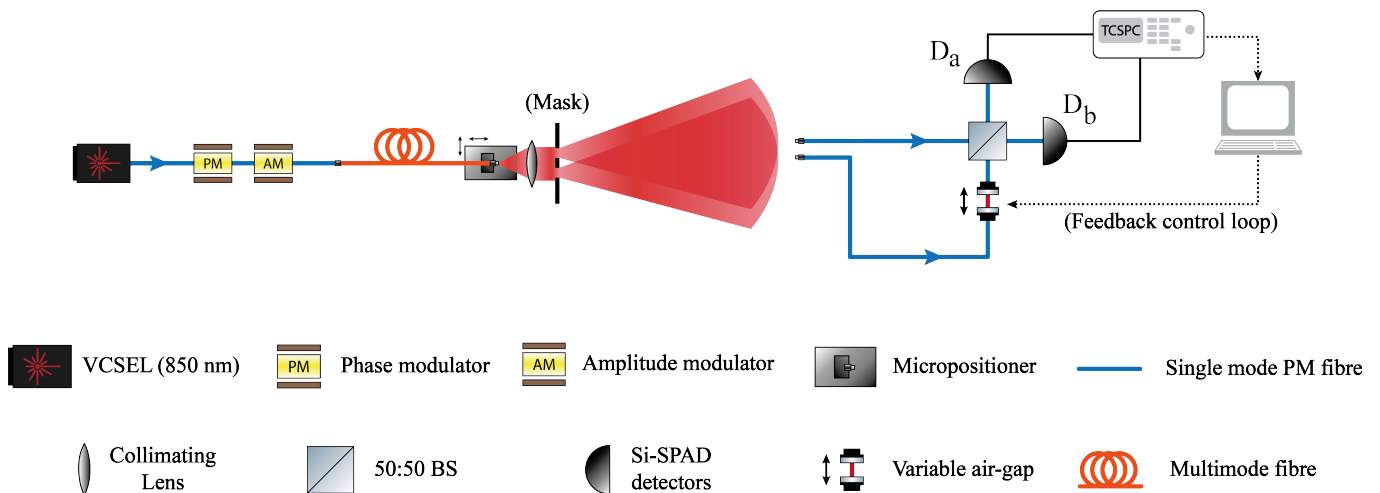 TCSPC
Da
(Mask)
Db
PM
AM
(Feedback control loop)
VCSEL (850 nm)
PM
Phase modulator
AM
Amplitude modulator
Micropositioner
Single mode PM fibre
Collimating
Lens
50:50 BS
Si-SPAD
detectors
Variable air-gap
Multimode fibre